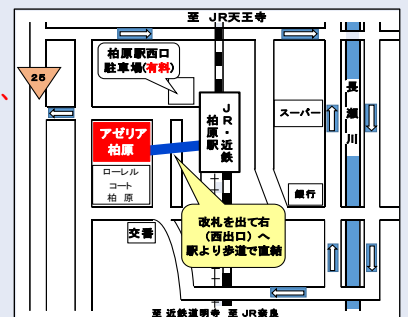 至 JR天王寺
柏原駅西口
駐車場(有料)
25
、
アゼリア
柏原
ローレル
コート
柏 原
JR・近鉄
柏原駅
スーパー
長瀬川
銀行
改札を出て右
(西出口)へ
駅より歩道で直結
交番
至 近鉄道明寺 至 JR奈良